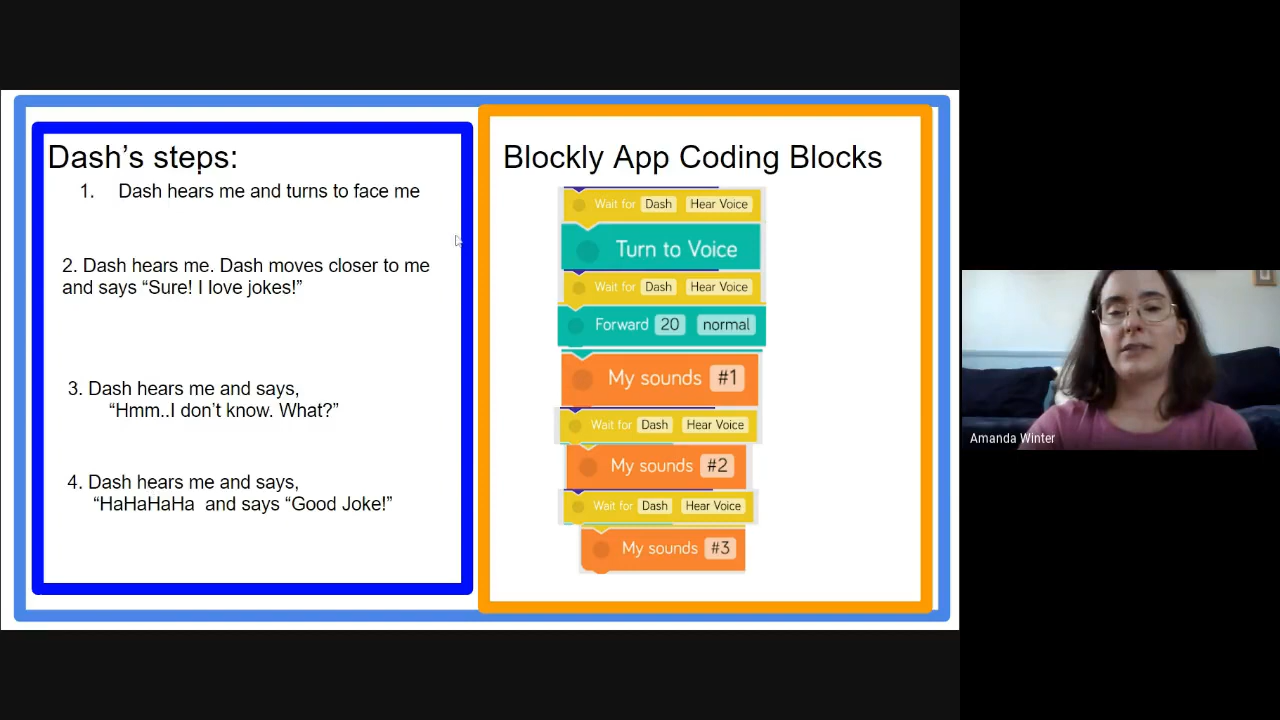 Dash's steps:
1. Dash hears me and turns to face me
2. Dash hears me. Dash moves closer to me
and says “Sure! I love jokes!”
3. Dash hears me and says,
“Hmm..I don’t know. What?”
4. Dash hears me and says,
“HaHaHaHa and says “Good Joke!”
Blockly App Coding Blocks
Wait for Dash Hear Voice
Turn to Voice
Wait for Dash Hear Voice
Forward 20 normal
My sounds #1
Wait for Dash Hear Voice
My sounds #2
Wait for Dash Hear Voice
My sounds #3
Amanda Winter